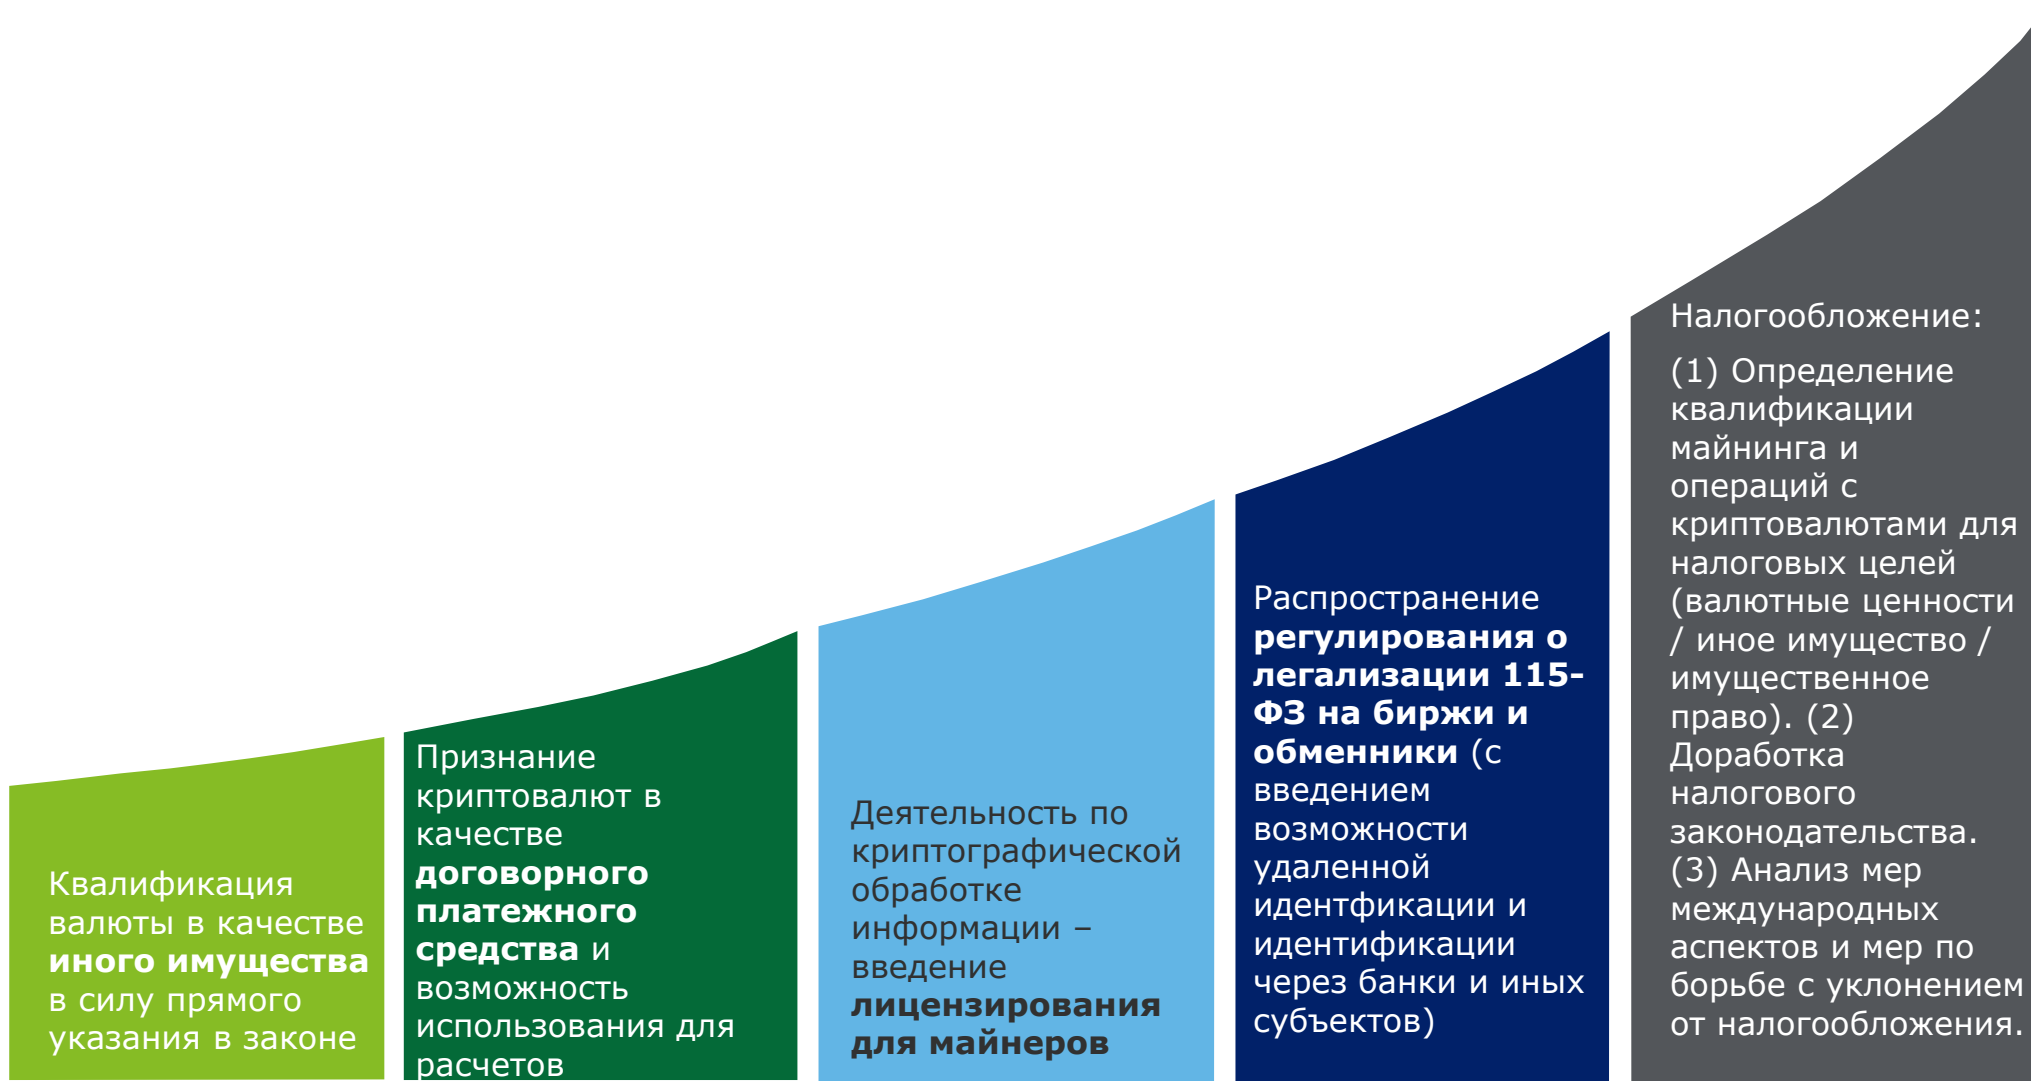 Квалификация
валюты в качестве
иного имущества
в силу прямого
указания в законе
Признание
криптовалют в
качестве
договорного
платежного
средства и
возможность
использования для
расчетов
Деятельность по
криптографической
обработке
информации –
введение
лицензирования
для майнеров
Распространение
регулирования о
легализации 115-
ФЗ на биржи и
обменники (с
введением
возможности
удаленной
идентфикации и
идентификации
через банки и иных
субъектов)
Налогообложение:
(1) Определение
квалификации
майнинга и
операций с
криптовалютами для
налоговых целей
(валютные ценности
/ иное имущество /
имущественное
право). (2)
Доработка
налогового
законодательства.
(3) Анализ мер
международных
аспектов и мер по
борьбе с уклонением
от налогообложения.